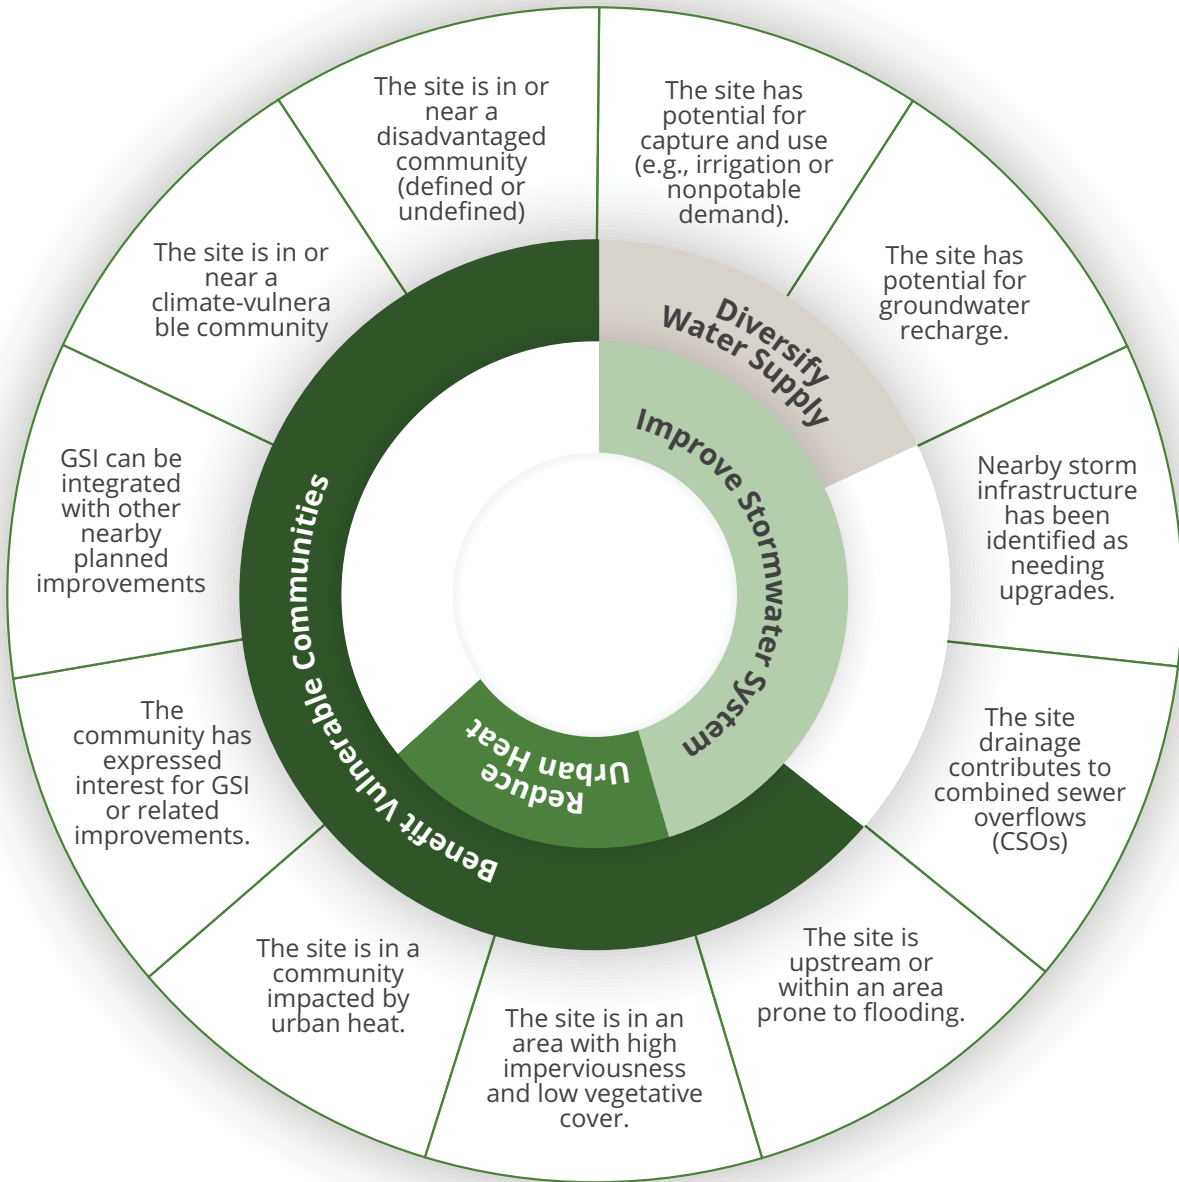 The site is in or
near a
disadvantaged
community
(defined or
undefined)
The site has
potential for
capture and use
(e.g., irrigation or
nonpotable
demand).
The site has
potential for
groundwater
recharge.
Nearby storm
infrastructure
has been
identified as
needing
upgrades.
The site
drainage
contributes to
combined sewer
overflows
(CSOs)
The site is
upstream or
within an area
prone to flooding.
The site is in an
area with high
imperviousness
and low vegetative
cover.
The site is in a
community
impacted by
urban heat.
The
community has
expressed
interest for GSI
or related
improvements.
GSI can be
integrated
with other
nearby
planned
improvements
The site is in or
near a
climate-vulnera
ble community
Diversify
Water Supply
Improve Stormwater System
Reduce
Urban Heat
Benefit Vulnerable Communities